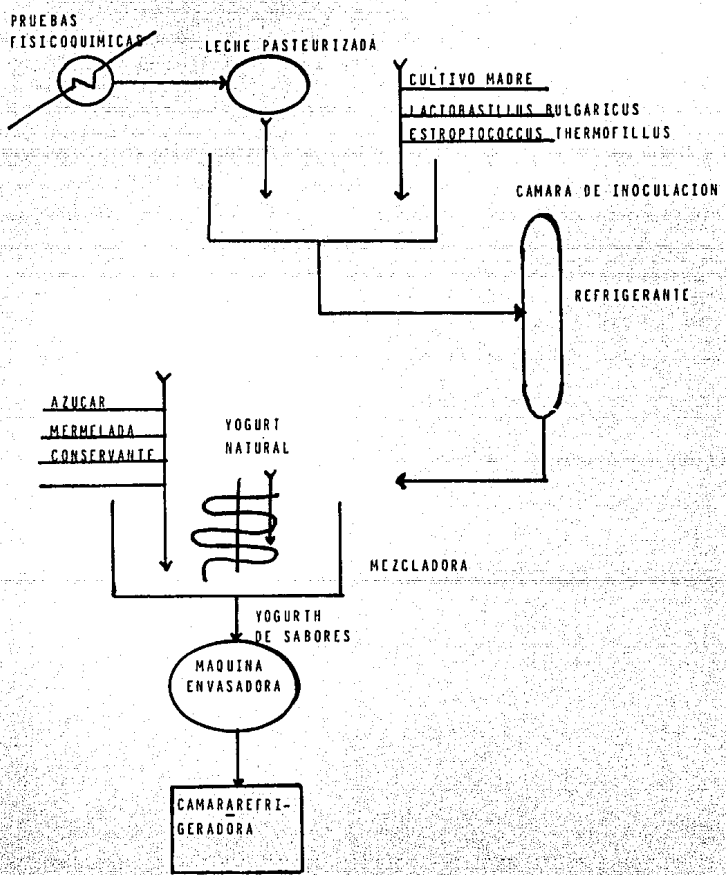 PRUEBAS
FISICOQUIMICAS
LECHE PASTEURIZADA
CULTIVO MADRE
LACTOBASILLUS BULGARICUS
ESTROPTOCOCCUS THERMOFILLUS
CAMARA DE INOCULACION
REFRIGERANTE
AZUCAR
MERMELADA
CONSERVANTE
YOGURT
NATURAL
MEZCLADORA
YOGURTH
DE SABORES
MAQUINA
ENVASADORA
CAMARAREFRI-
GERADORA